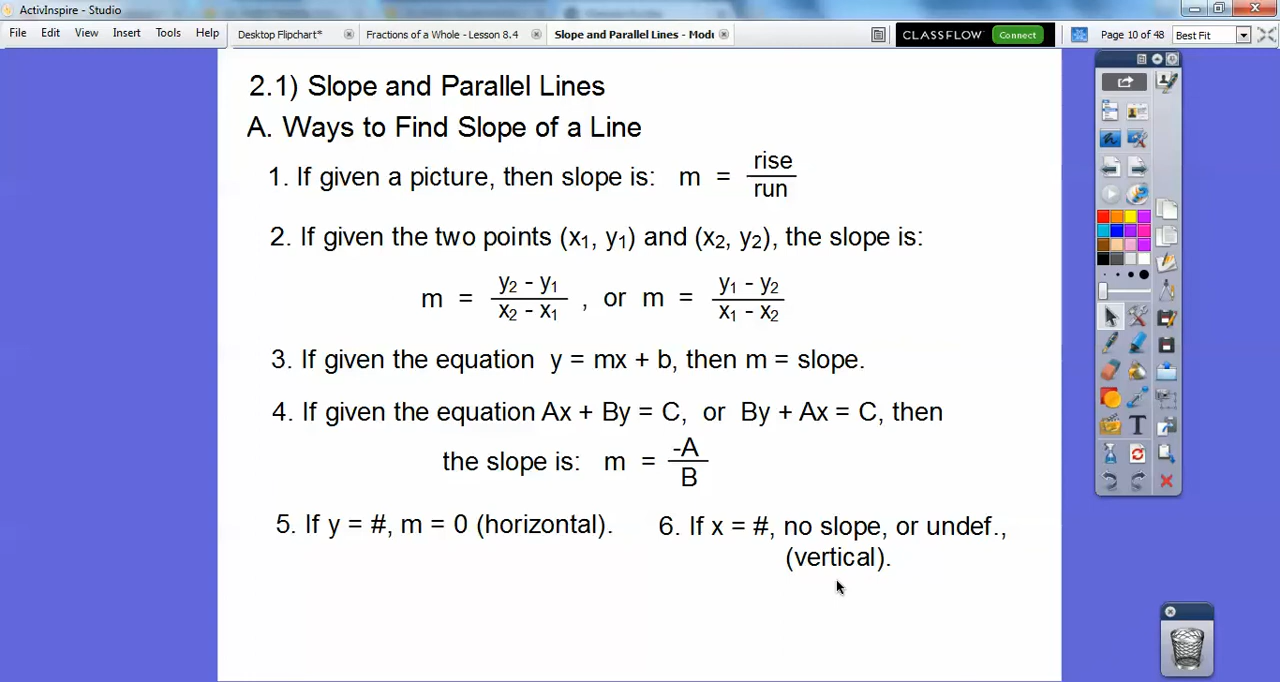 ActivInspire - Studio
File Edit View Insert Tools Help
Desktop Flipchart* Fractions of a Whole - Lesson 8.4 Slope and Parallel Lines - Modu
CLASSFLOW Connect Page 10 of 48 Best Fit
2.1) Slope and Parallel Lines
A. Ways to Find Slope of a Line
1. If given a picture, then slope is: m = rise
run
2. If given the two points (x1, y1) and (x2, y2), the slope is:
m = y2 - y1 , or m = y1 - y2
x2 - x1 x1 - x2
3. If given the equation y = mx + b, then m = slope.
4. If given the equation Ax + By = C, or By + Ax = C, then
the slope is: m = -A
B
5. If y = #, m = 0 (horizontal). 6. If x = #, no slope, or undef.,
(vertical).